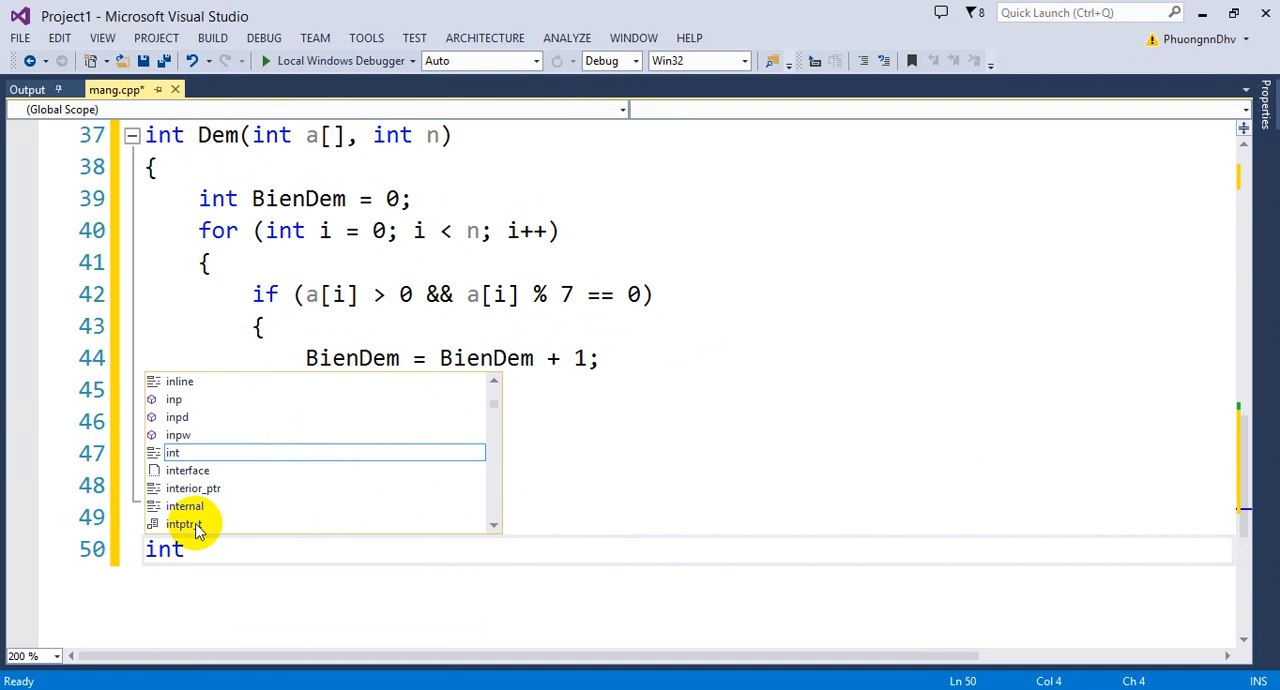 Project1 - Microsoft Visual Studio
8
Quick Launch (Ctrl+Q)
FILE EDIT VIEW PROJECT BUILD DEBUG TEAM TOOLS TEST ARCHITECTURE ANALYZE WINDOW HELP
PhuongnnDhv
Local Windows Debugger Auto Debug Win32
Output mang.cpp*
Properties
(Global Scope)
37 int Dem(int a[], int n)
38 {
39 int BienDem = 0;
40 for (int i = 0; i < n; i++)
41 {
42 if (a[i] > 0 && a[i] % 7 == 0)
43 {
44 BienDem = BienDem + 1;
45
46
47
48
49
inline
inp
inpd
inpw
int
interface
interior_ptr
internal
intptr_t
50 int
200 %
Ready Ln 50 Col 4 Ch 4 INS